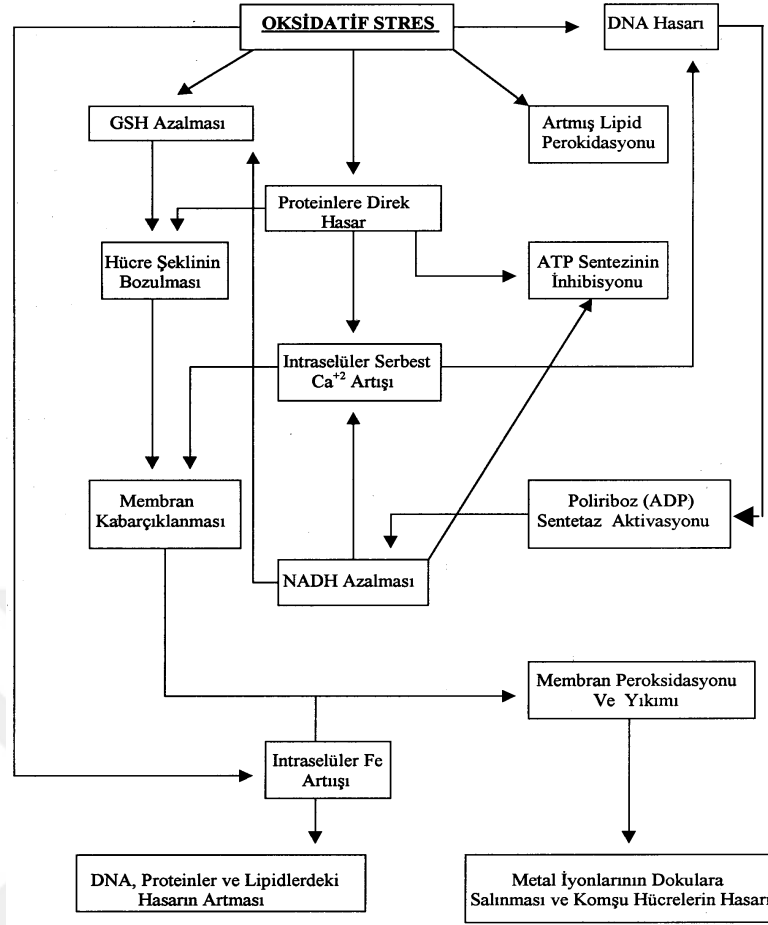 OKSİDATİF STRES
DNA Hasarı
GSH Azalması
Artmış Lipid
Perokidasyonu
Proteinlere Direk
Hasar
Hücre Şeklinin
Bozulması
ATP Sentezinin
İnhibisyonu
Intraselüler Serbest
Ca⁺² Artışı
Membran
Kabarçıklanması
Poliriboz (ADP)
Sentetaz Aktivasyonu
NADH Azalması
Membran Peroksidasyonu
Ve Yıkımı
Intraselüler Fe
Artıışı
DNA, Proteinler ve Lipidlerdeki
Hasarın Artması
Metal İyonlarının Dokulara
Salınması ve Komşu Hücrelerin Hasarı